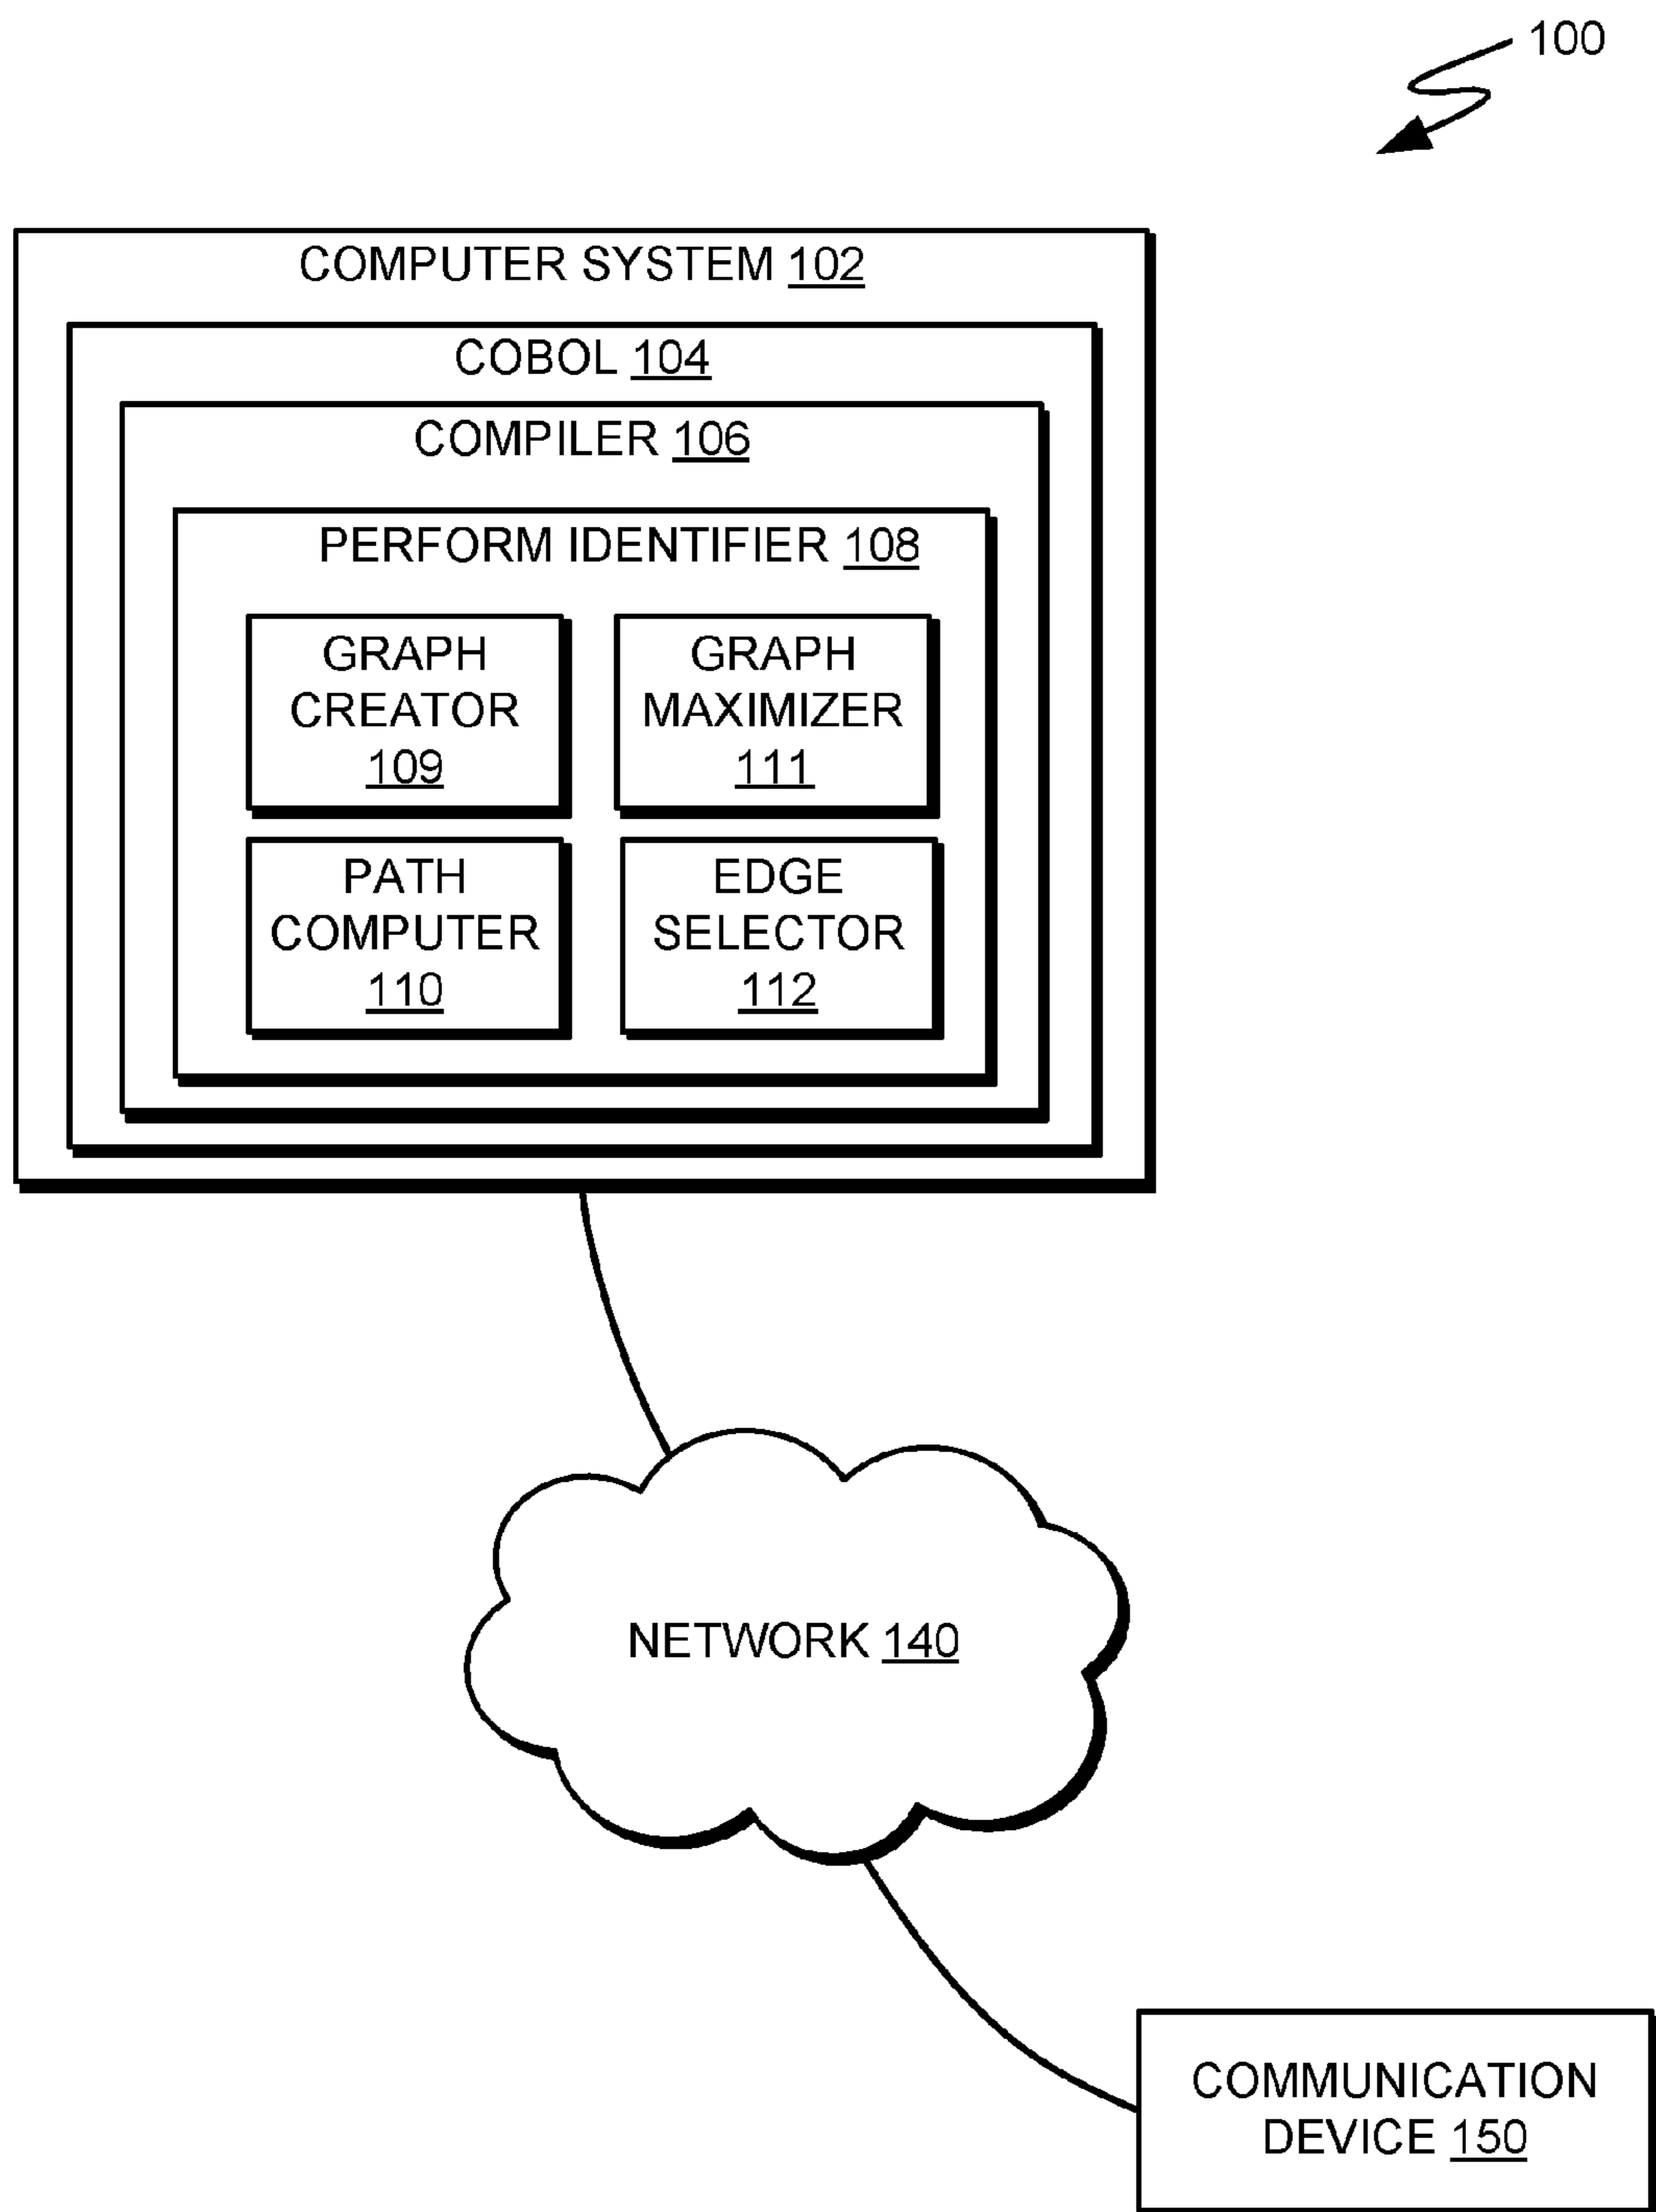 100
COMPUTER SYSTEM 102
COBOL 104
COMPILER 106
PERFORM IDENTIFIER 108
GRAPH
CREATOR
109
GRAPH
MAXIMIZER
111
PATH
COMPUTER
110
EDGE
SELECTOR
112
NETWORK 140
COMMUNICATION
DEVICE 150